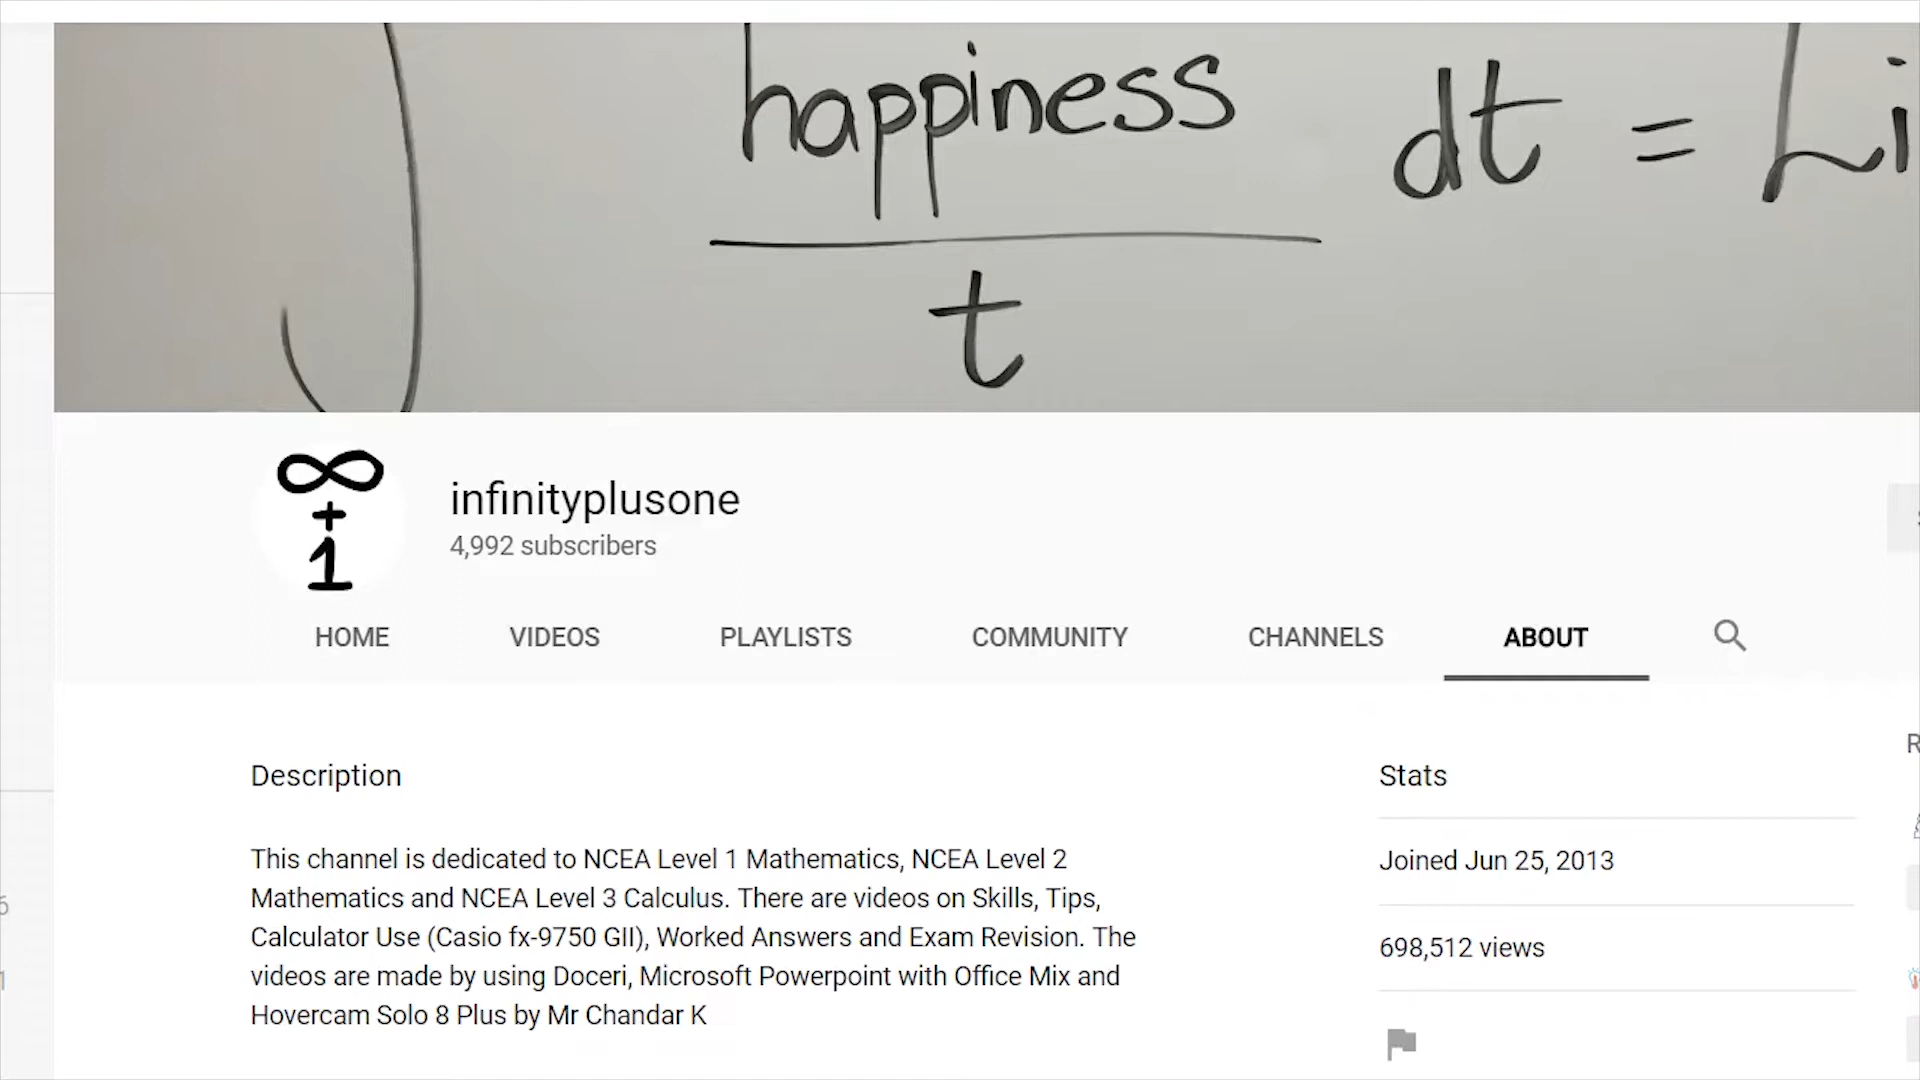 ∫ happiness dt = Li
t
∞
+
1
infinityplusone
4,992 subscribers
HOME VIDEOS PLAYLISTS COMMUNITY CHANNELS ABOUT
Description
Stats
This channel is dedicated to NCEA Level 1 Mathematics, NCEA Level 2
Mathematics and NCEA Level 3 Calculus. There are videos on Skills, Tips,
Calculator Use (Casio fx-9750 GII), Worked Answers and Exam Revision. The
videos are made by using Doceri, Microsoft Powerpoint with Office Mix and
Hovercam Solo 8 Plus by Mr Chandar K
Joined Jun 25, 2013
698,512 views